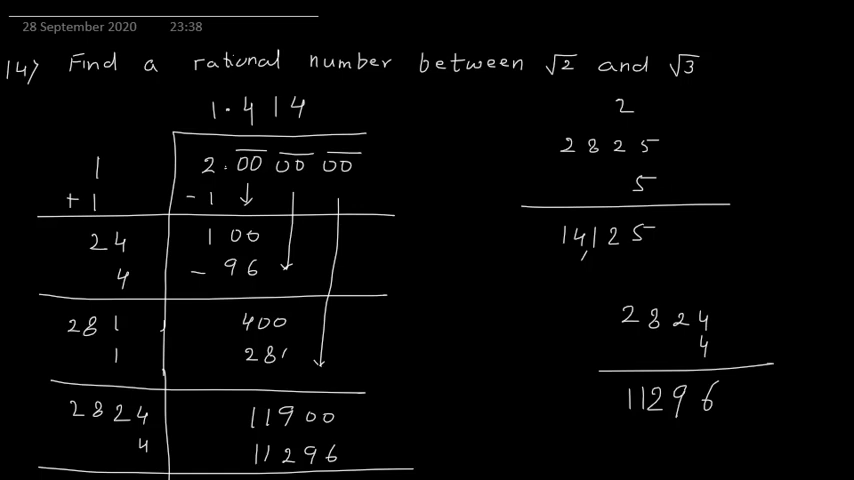 28 September 2020 23:38
14) Find a rational number between √2 and √3
1.414
1 2.00 00 00
+ 1 - 1
24 100
4 - 96
281 400
1 281
2824 11900
4 11296
2
2825
5
14,125
2824
4
11296